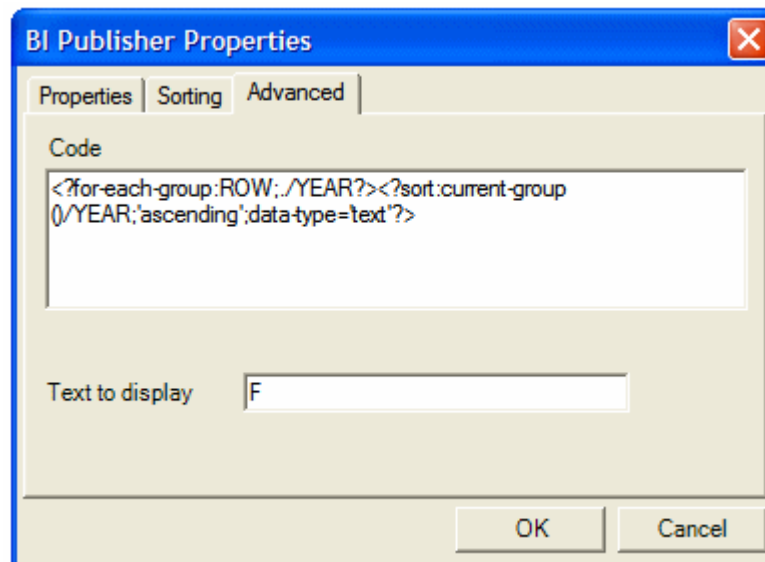 BI Publisher Properties
Properties Sorting Advanced
Code
<?for-each-group:ROW;./YEAR?><?sort:current-group
()/YEAR;'ascending';data-type='text'?>
Text to display F
OK Cancel